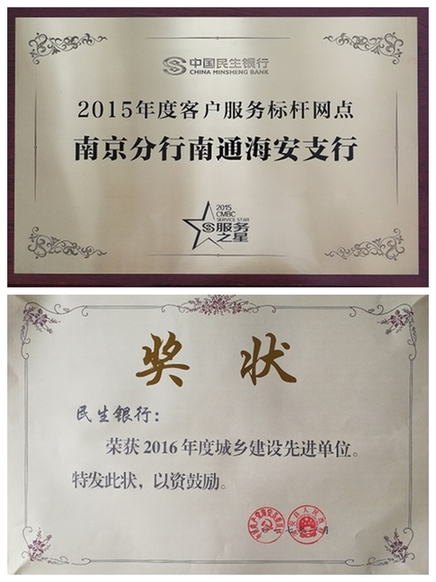 中国民生银行
CHINA MINSHENG BANK
2015年度客户服务标杆网点
南京分行南通海安支行
2015
CMBC
SERVICE STAR
服务
之星
奖状
民生银行：
荣获2016年度城乡建设先进单位。
特发此状，以资鼓励。